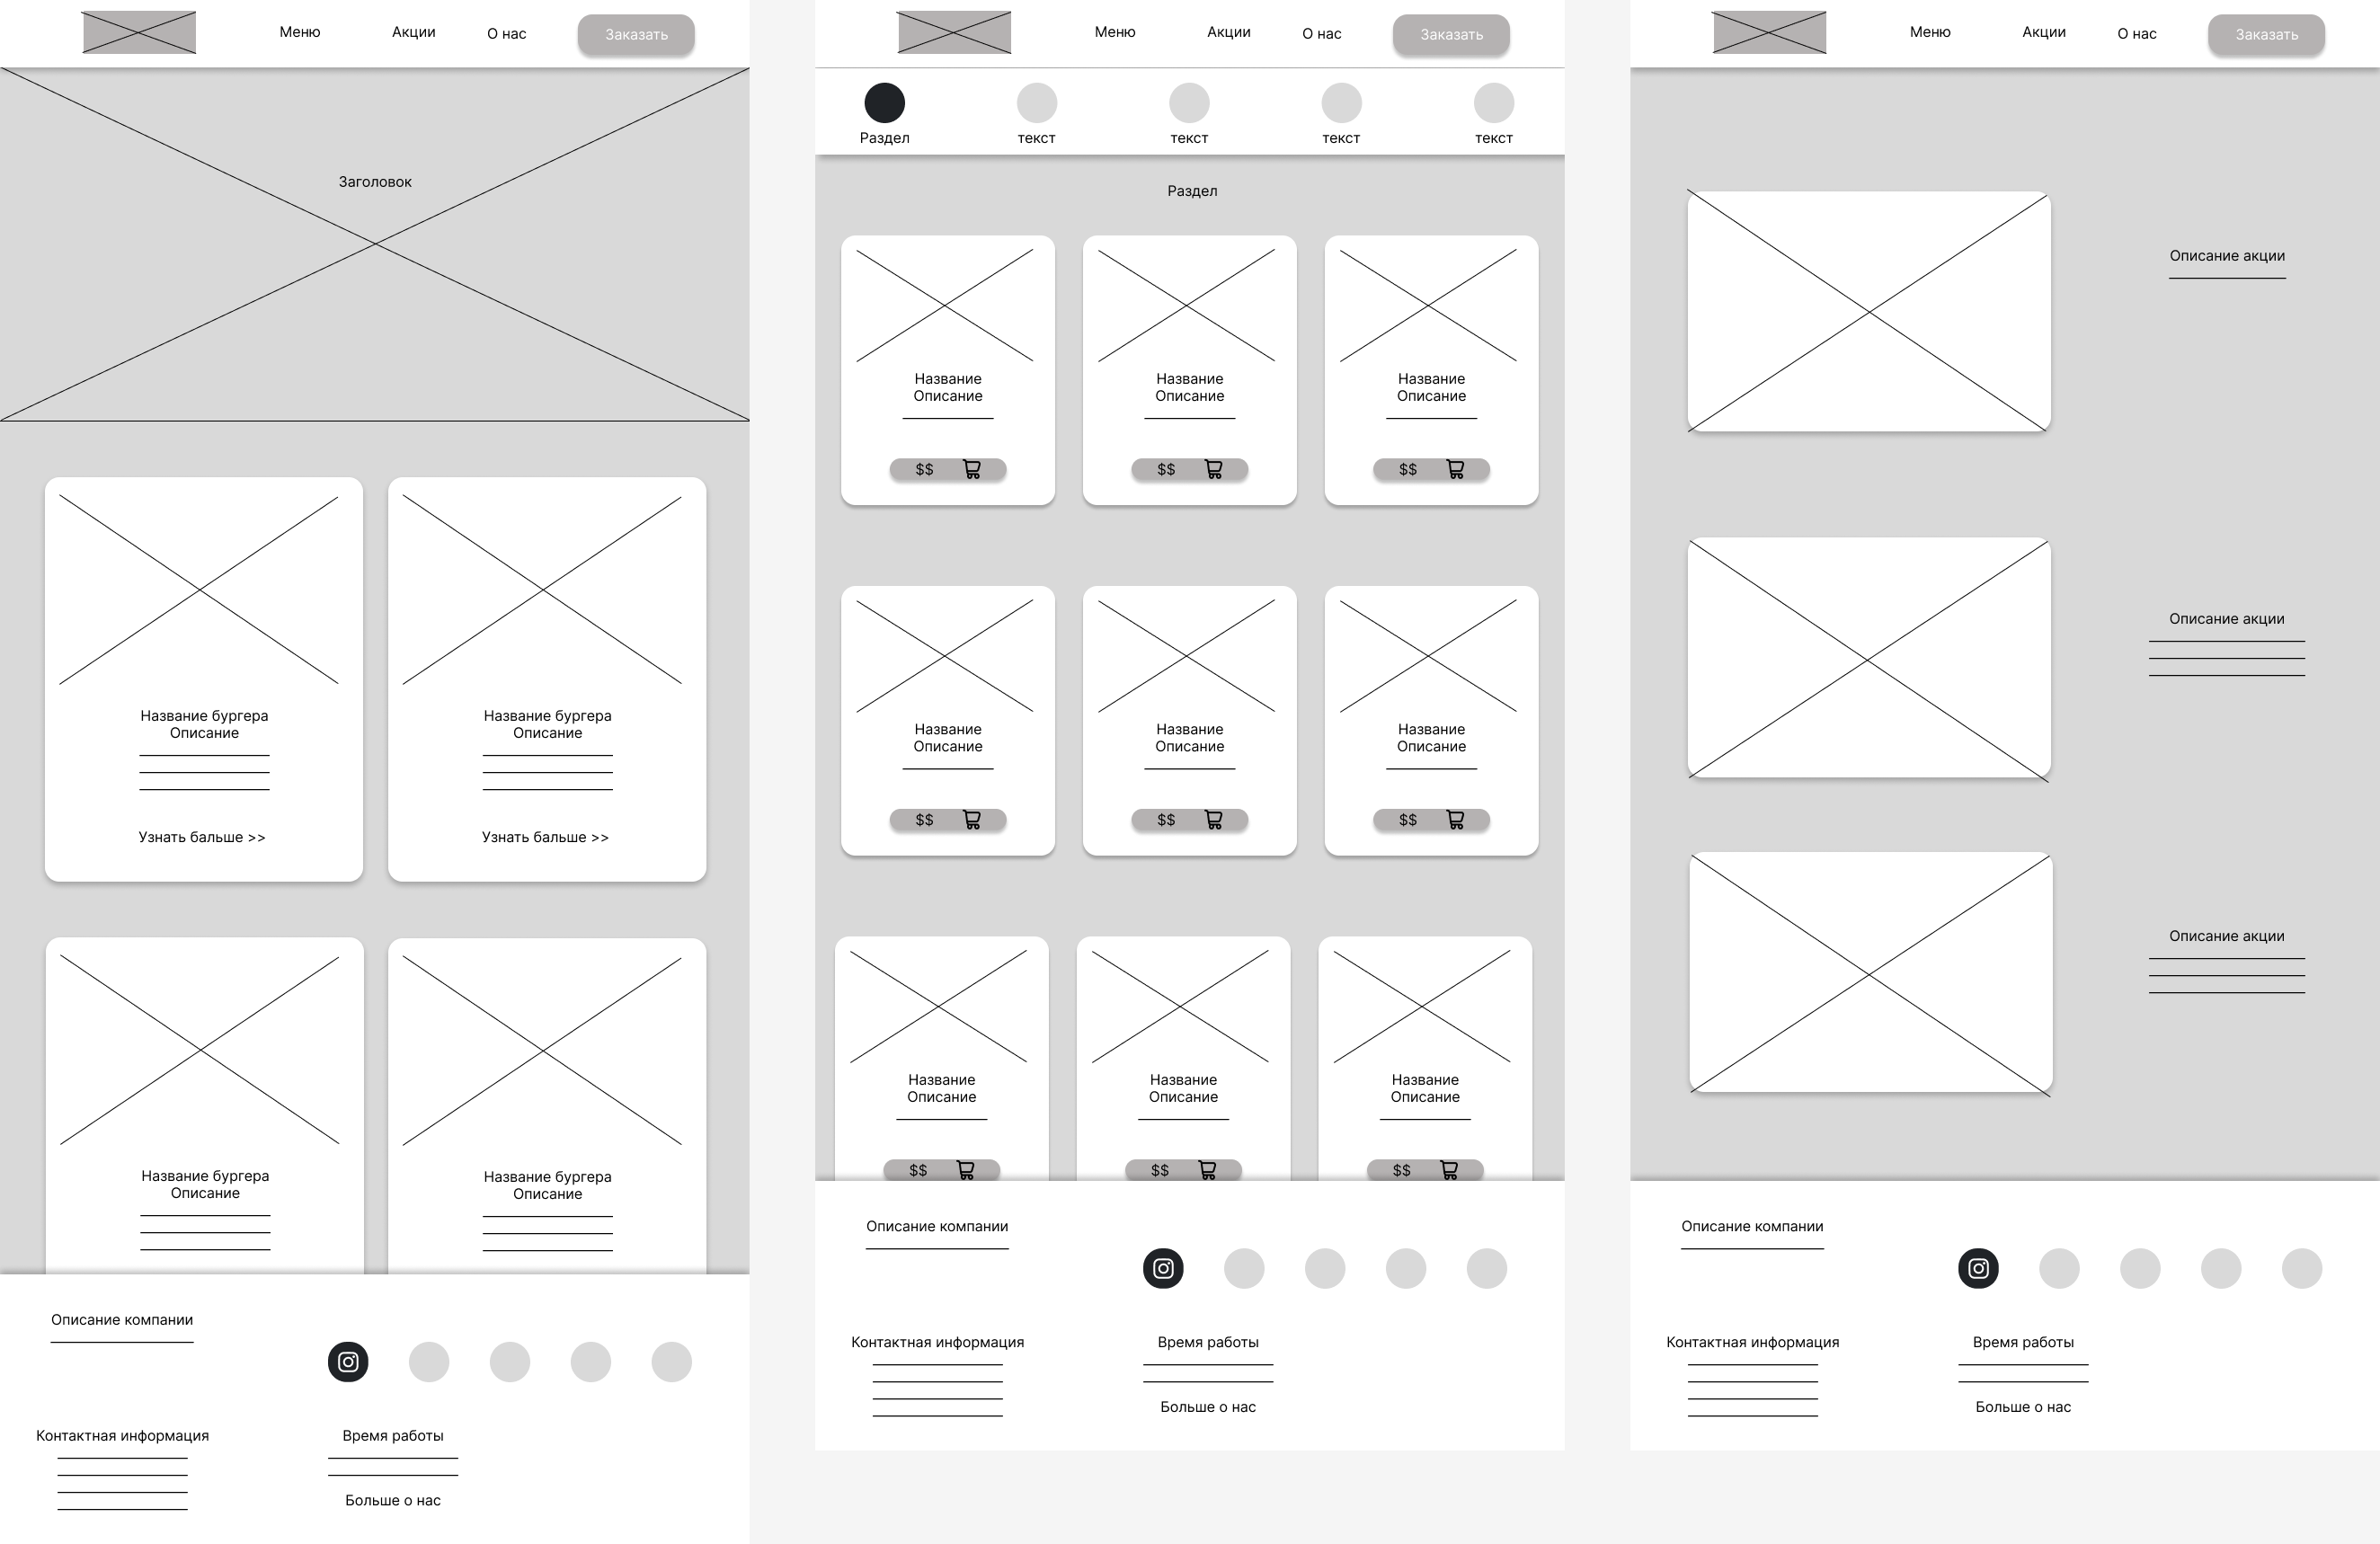 Меню
Акции
О нас
Заказать
Заголовок
Название бургера
Описание
Узнать бальше >>
Название бургера
Описание
Узнать бальше >>
Название бургера
Описание
Название бургера
Описание
Описание компании
Контактная информация
Время работы
Больше о нас
Меню
Акции
О нас
Заказать
Раздел
текст
текст
текст
текст
Раздел
Название
Описание
$$
Название
Описание
$$
Название
Описание
$$
Название
Описание
$$
Название
Описание
$$
Название
Описание
$$
Название
Описание
$$
Название
Описание
$$
Название
Описание
$$
Описание компании
Контактная информация
Время работы
Больше о нас
Меню
Акции
О нас
Заказать
Описание акции
Описание акции
Описание акции
Описание компании
Контактная информация
Время работы
Больше о нас